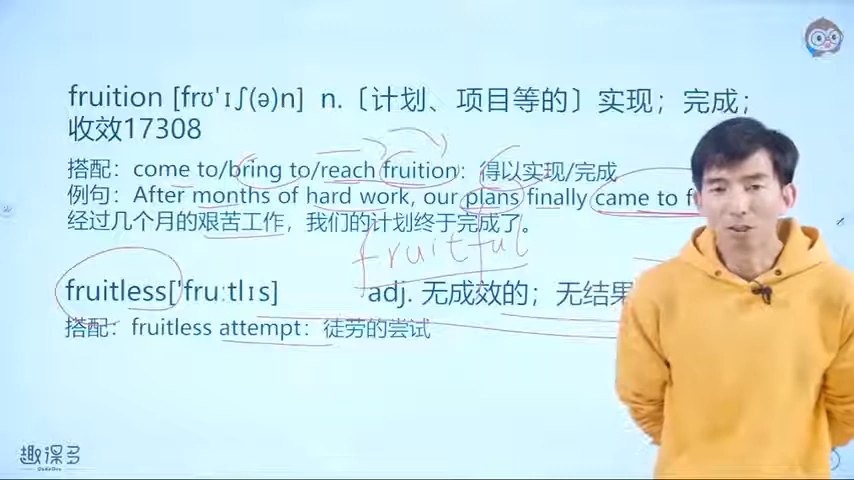 fruition [frʊ'ɪʃ(ə)n] n.〔计划、项目等的〕实现；完成；
收效17308
搭配：come to/bring to/reach fruition：得以实现/完成
例句：After months of hard work, our plans finally came to f
经过几个月的艰苦工作，我们的计划终于完成了。
fruitful
fruitless['fruːtlɪs] adj. 无成效的；无结果
搭配：fruitless attempt：徒劳的尝试
趣课多